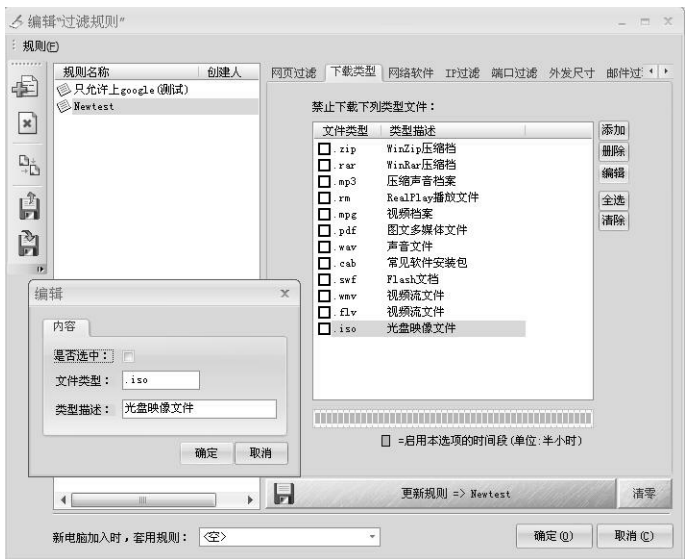 编辑"过滤规则"
规则(E)
规则名称 创建人
只允许上google(测试)
Newtest
网页过滤 下载类型 网络软件 IP过滤 端口过滤 外发尺寸 邮件过
禁止下载下列类型文件:
文件类型 类型描述
.zip WinZip压缩档
.rar WinRar压缩档
.mp3 压缩声音档案
.rm RealPlay播放文件
.mpg 视频档案
.pdf 图文多媒体文件
.wav 声音文件
.cab 常见软件安装包
.swf Flash文档
.wmv 视频流文件
.flv 视频流文件
.iso 光盘映像文件
添加
删除
编辑
全选
清除
编辑
内容
是否选中:
文件类型: .iso
类型描述: 光盘映像文件
确定 取消
=启用本选项的时间段(单位:半小时)
更新规则 => Newtest
清零
新电脑加入时,套用规则: <空>
确定(O) 取消(C)